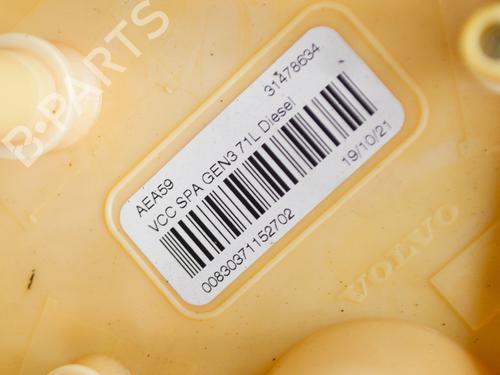 B-PARTS
AEA59
31478634
VCC SPA GEN3 71L Diesel
00830371152702
19/10/21
VOLVO